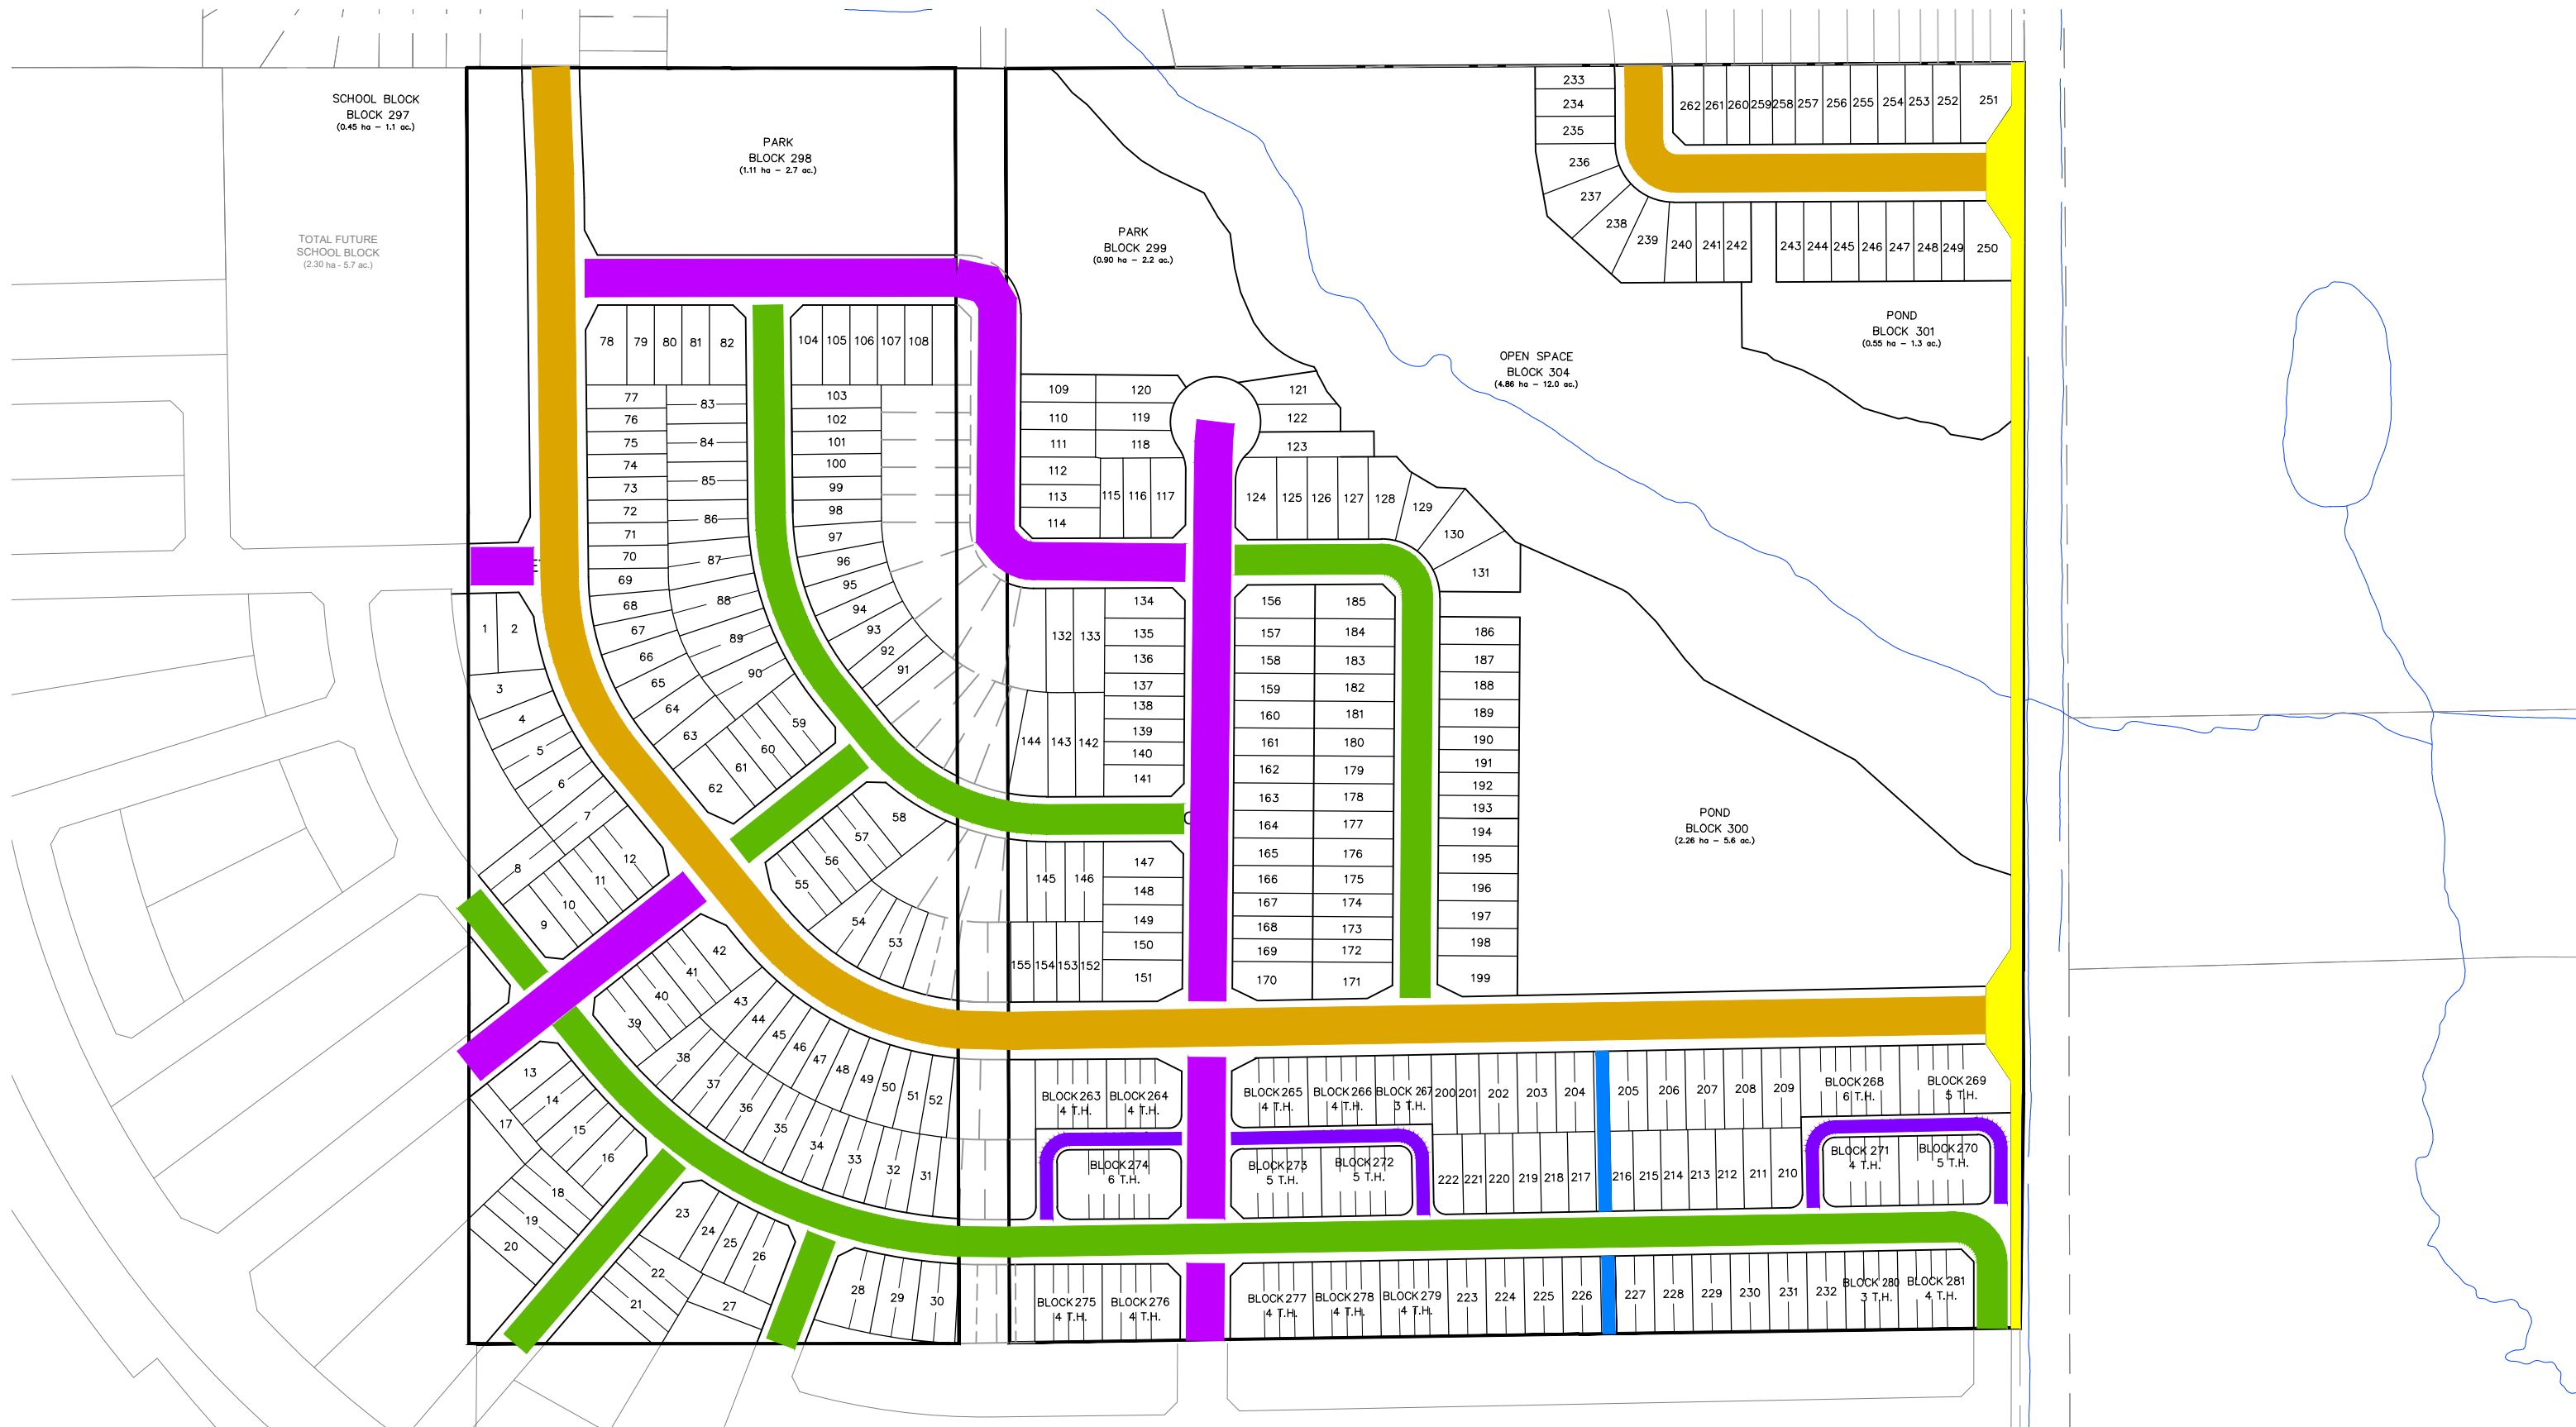 SCHOOL BLOCK
BLOCK 297
(0.45 ha – 1.1 ac.)
TOTAL FUTURE
SCHOOL BLOCK
(2.30 ha - 5.7 ac.)
PARK
BLOCK 298
(1.11 ha – 2.7 ac.)
PARK
BLOCK 299
(0.90 ha – 2.2 ac.)
233
234
235
236
237
238
239
240 241 242
262 261 260 259 258 257 256 255 254 253 252 251
243 244 245 246 247 248 249 250
POND
BLOCK 301
(0.55 ha – 1.3 ac.)
OPEN SPACE
BLOCK 304
(4.86 ha – 12.0 ac.)
78 79 80 81 82
104 105 106 107 108
77
76
75
74
73
72
71
70
69
68
67
66
65
64
63
62
61
60
59
83
84
85
86
87
88
89
90
103
102
101
100
99
98
97
96
95
94
93
92
91
109 120
110 119
111 118
112
113
114
115 116 117
121
122
123
124 125 126 127 128
129
130
131
1 2
3
4
5
6
7
8
9
10
11
12
132 133
134
135
136
137
138
139
140
141
144 143 142
156 185
157 184
158 183
159 182
160 181
161 180
162 179
163 178
164 177
165 176
166 175
167 174
168 173
169 172
170 171
186
187
188
189
190
191
192
193
194
195
196
197
198
199
POND
BLOCK 300
(2.26 ha – 5.6 ac.)
58
57
56
55
54
53
145 146
147
148
149
150
151
155 154 153 152
42
41
40
39
43
44
45
46
47
48
49
50
51
52
38
37
36
35
34
33
32
31
13
14
15
16
17
18
19
20
23
24
25
26
22
21
27
28
29
30
BLOCK 263
4 T.H.
BLOCK 264
4 T.H.
BLOCK 265
4 T.H.
BLOCK 266
4 T.H.
BLOCK 267
3 T.H.
200 201 202 203 204
205 206 207 208 209
BLOCK 268
6 T.H.
BLOCK 269
5 T.H.
BLOCK 274
6 T.H.
BLOCK 273
5 T.H.
BLOCK 272
5 T.H.
222 221 220 219 218 217
216 215 214 213 212 211 210
BLOCK 271
4 T.H.
BLOCK 270
5 T.H.
BLOCK 275
4 T.H.
BLOCK 276
4 T.H.
BLOCK 277
4 T.H.
BLOCK 278
4 T.H.
BLOCK 279
4 T.H.
223 224 225 226
227 228 229 230 231 232
BLOCK 280
3 T.H.
BLOCK 281
4 T.H.